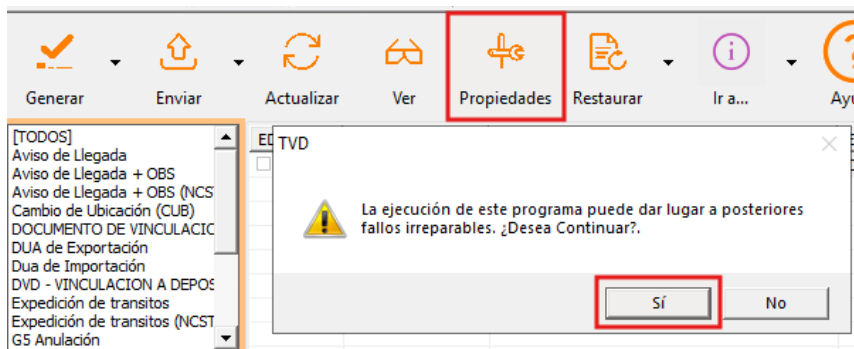 Generar Enviar Actualizar Ver Propiedades Restaurar Ir a...
[TODOS]
Aviso de Llegada
Aviso de Llegada + OBS
Aviso de Llegada + OBS (NCS
Cambio de Ubicación (CUB)
DOCUMENTO DE VINCULACIC
DUA de Exportación
Dua de Importación
DVD - VINCULACION A DEPOS
Expedición de transitos
Expedición de transitos (NCST
G5 Anulación
TVD
La ejecución de este programa puede dar lugar a posteriores
fallos irreparables. ¿Desea Continuar?.
Sí No